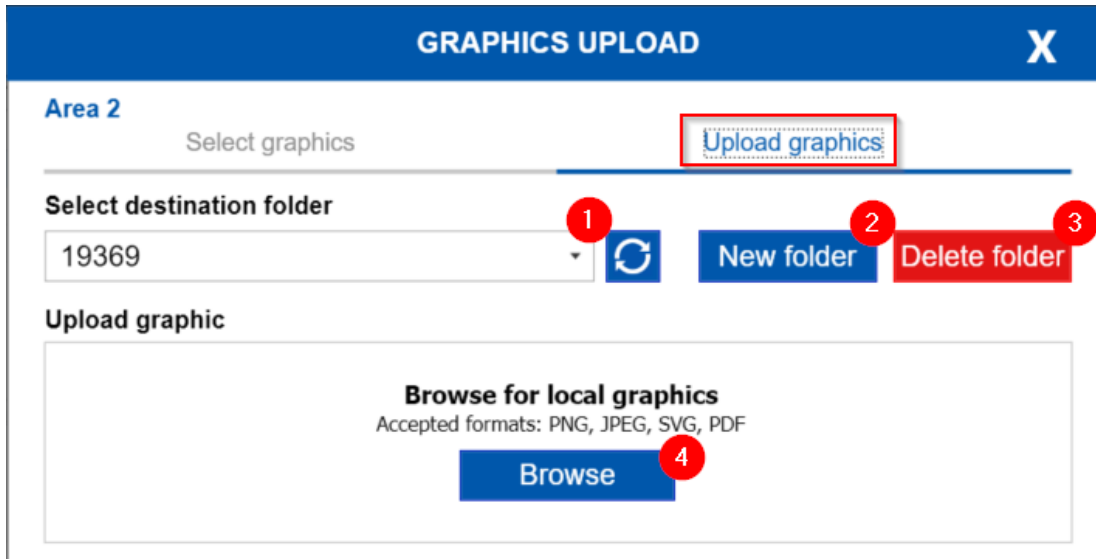 GRAPHICS UPLOAD X
Area 2
Select graphics Upload graphics
Select destination folder
1 2 3
19369 New folder Delete folder
Upload graphic
Browse for local graphics
Accepted formats: PNG, JPEG, SVG, PDF
4
Browse